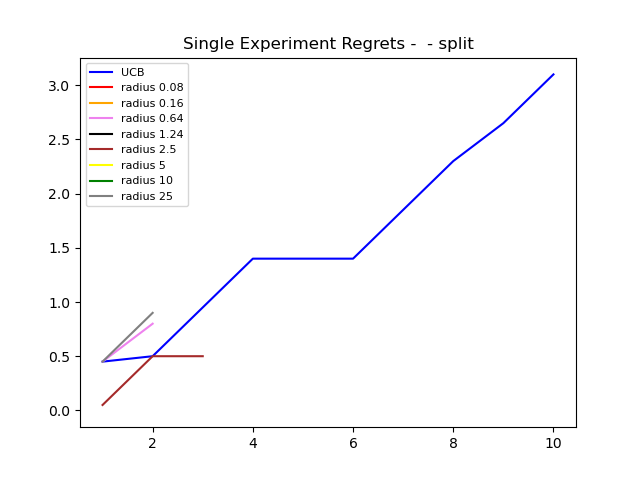 Single Experiment Regrets -  - split
UCB
radius 0.08
radius 0.16
radius 0.64
radius 1.24
radius 2.5
radius 5
radius 10
radius 25
3.0
2.5
2.0
1.5
1.0
0.5
0.0
2 4 6 8 10